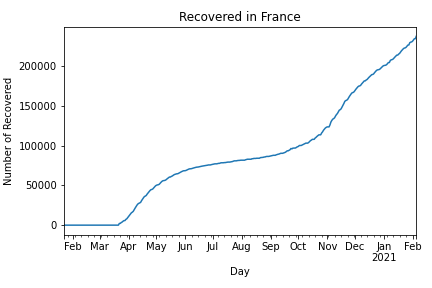 Recovered in France
Number of Recovered
200000
150000
100000
50000
0
Feb Mar Apr May Jun Jul Aug Sep Oct Nov Dec Jan Feb
2021
Day